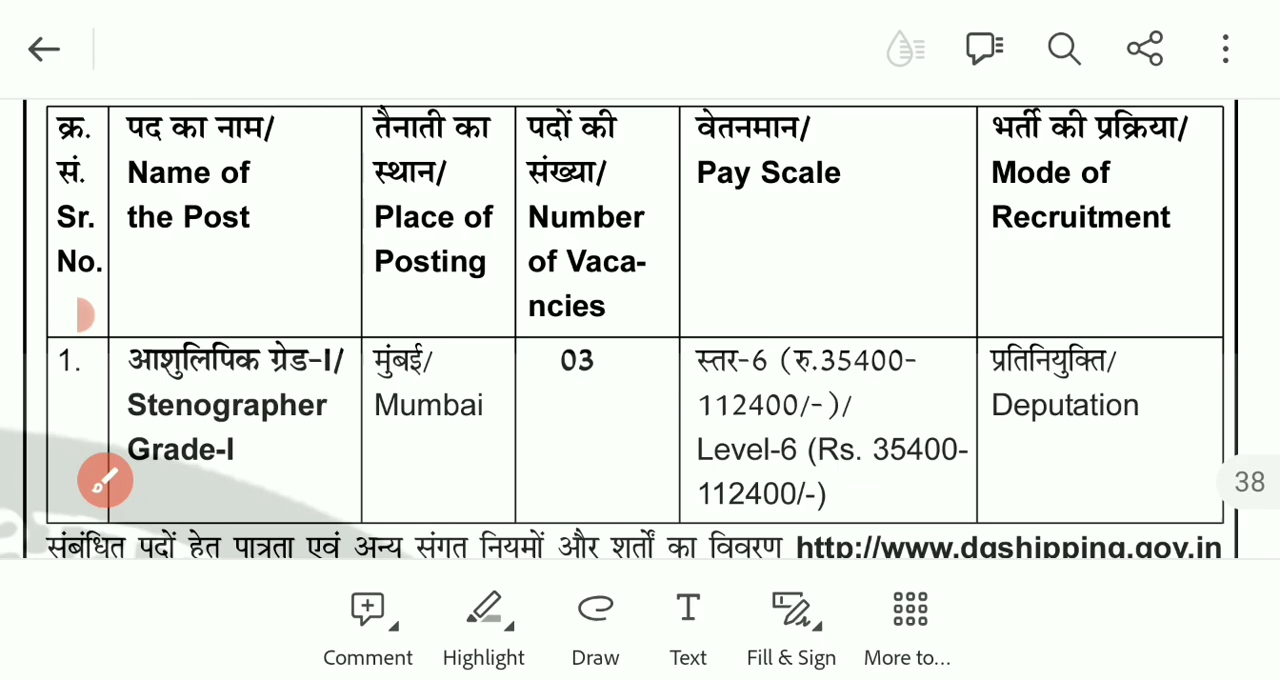 क्र.
सं.
Sr.
No.
पद का नाम/
Name of
the Post
तैनाती का
स्थान/
Place of
Posting
पदों की
संख्या/
Number
of Vaca-
ncies
वेतनमान/
Pay Scale
भर्ती की प्रक्रिया/
Mode of
Recruitment
1.
आशुलिपिक ग्रेड-I/
Stenographer
Grade-I
मुंबई/
Mumbai
03
स्तर-6 (रु.35400-
112400/-)/
Level-6 (Rs. 35400-
112400/-)
प्रतिनियुक्ति/
Deputation
38
संबंधित पदों हेतु पात्रता एवं अन्य संगत नियमों और शर्तों का विवरण http://www.dgshipping.gov.in
Comment
Highlight
Draw
T
Text
Fill & Sign
More to...